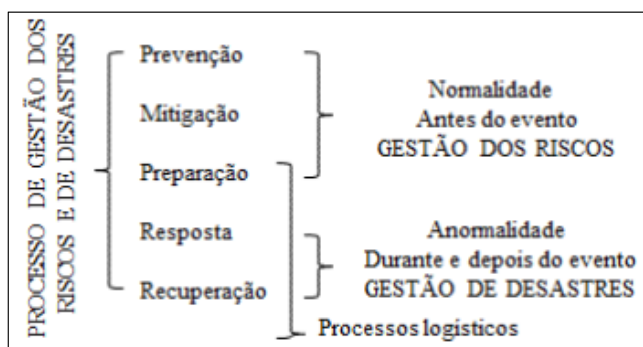 PROCESSO DE GESTÃO DOS
RISCOS E DE DESASTRES
Prevenção
Mitigação
Preparação
Resposta
Recuperação
Normalidade
Antes do evento
GESTÃO DOS RISCOS
Anormalidade
Durante e depois do evento
GESTÃO DE DESASTRES
Processos logísticos